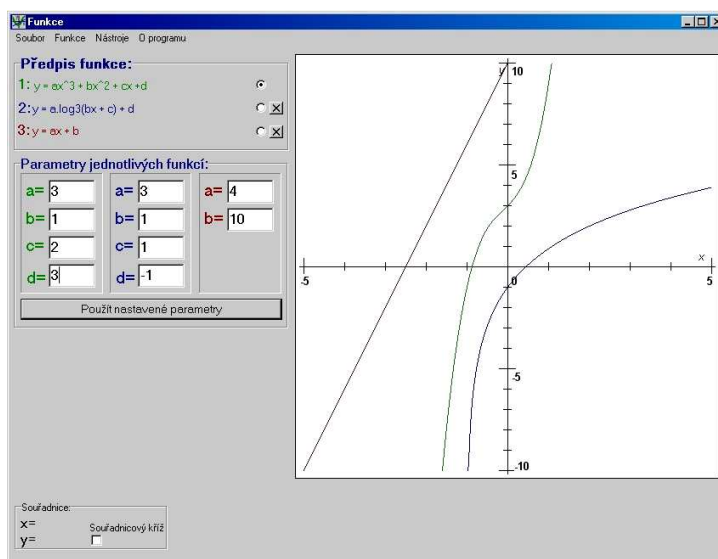 Funkce
Soubor Funkce Nástroje O programu
Předpis funkce:
1: y = ax^3 + bx^2 + cx +d
2: y = a.log3(bx + c) + d
3: y = ax + b
Parametry jednotlivých funkcí:
a= 3 a= 3 a= 4
b= 1 b= 1 b= 10
c= 2 c= 1
d= 3 d= -1
Použít nastavené parametry
Souřadnice:
x=
y=
Souřadnicový kříž
y 10
5
x
-5 0 5
-5
-10